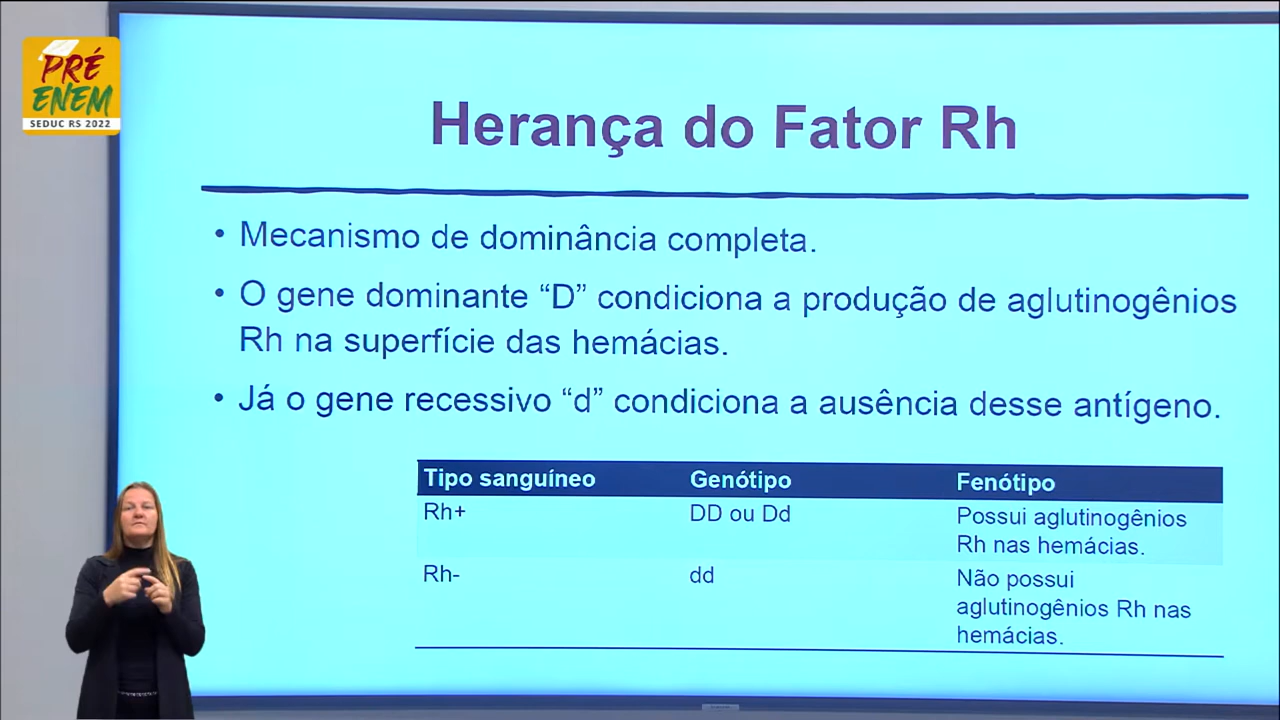 PRÉ
ENEM
SEDUC RS 2022
Herança do Fator Rh
• Mecanismo de dominância completa.
• O gene dominante “D” condiciona a produção de aglutinogênios
Rh na superfície das hemácias.
• Já o gene recessivo “d” condiciona a ausência desse antígeno.
Tipo sanguíneo Genótipo Fenótipo
Rh+ DD ou Dd Possui aglutinogênios
Rh nas hemácias.
Rh- dd Não possui
aglutinogênios Rh nas
hemácias.